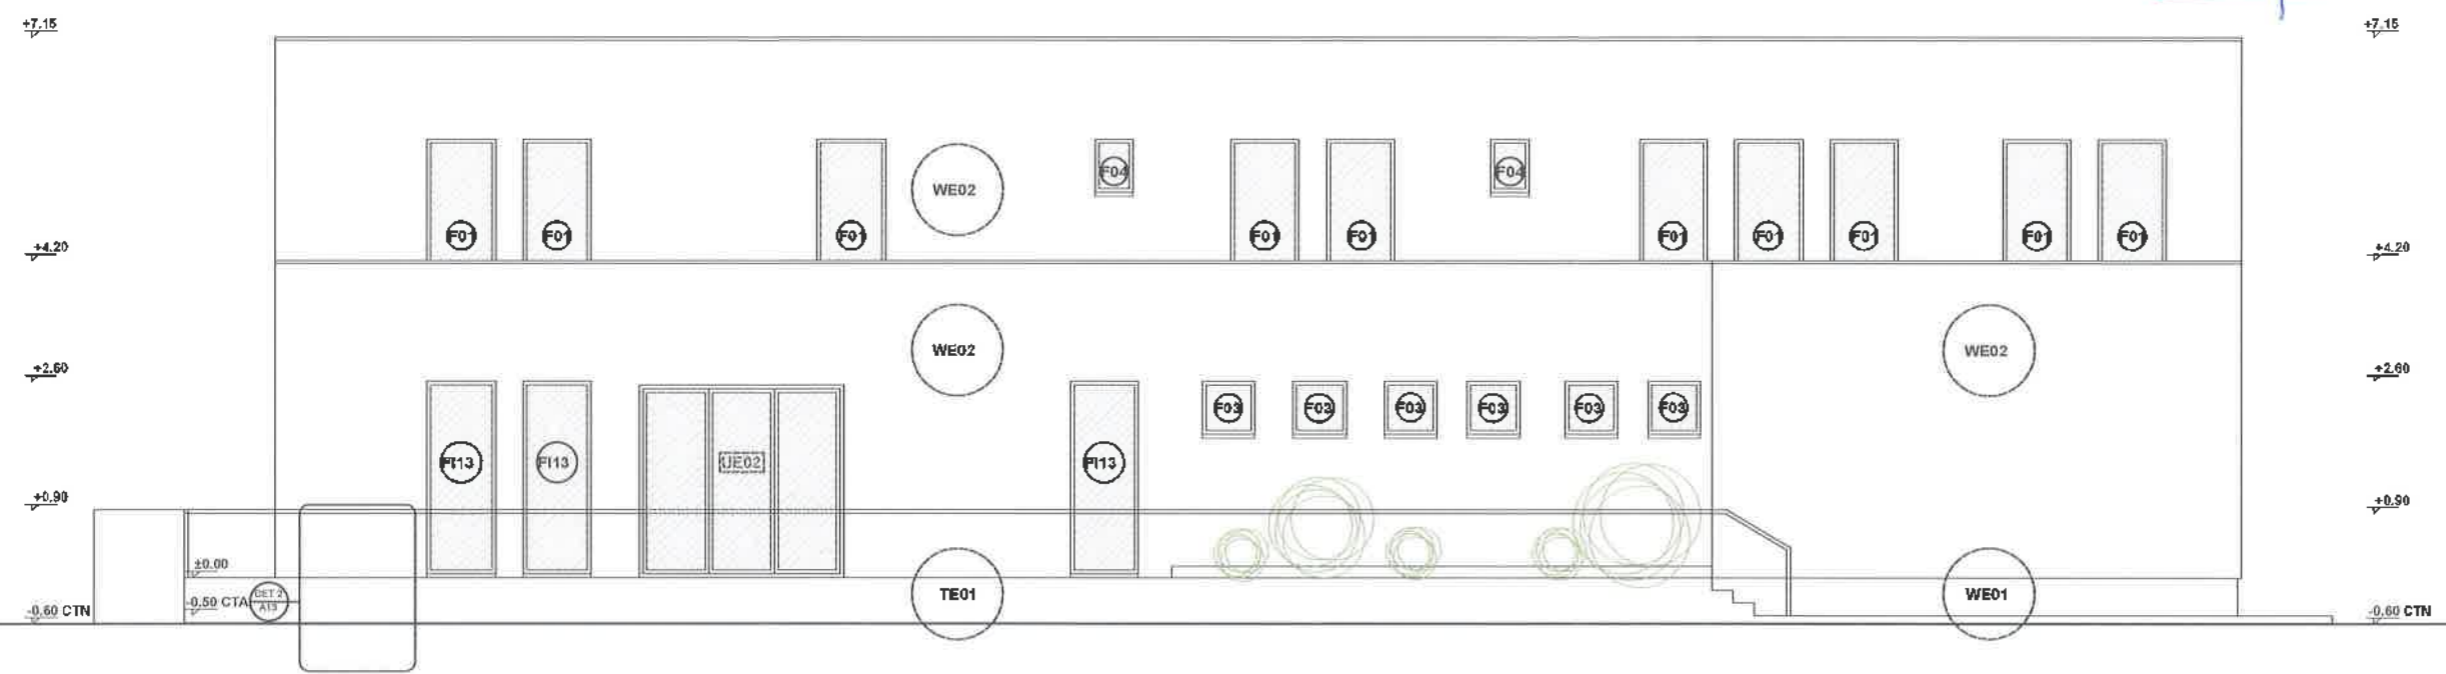 +7.15 +7.15
F04 F04
WE02
F01 F01 F01 F01 F01 F01 F01 F01 F01 F01
+4.20 +4.20
WE02 WE02
+2.60 +2.60
F03 F03 F03 F03 F03 F03
FI13 FI13 UE02 FI13
+0.90 +0.90
±0.00
DET 2
A13
-0.50 CTA
TE01 WE01
-0.60 CTN -0.60 CTN